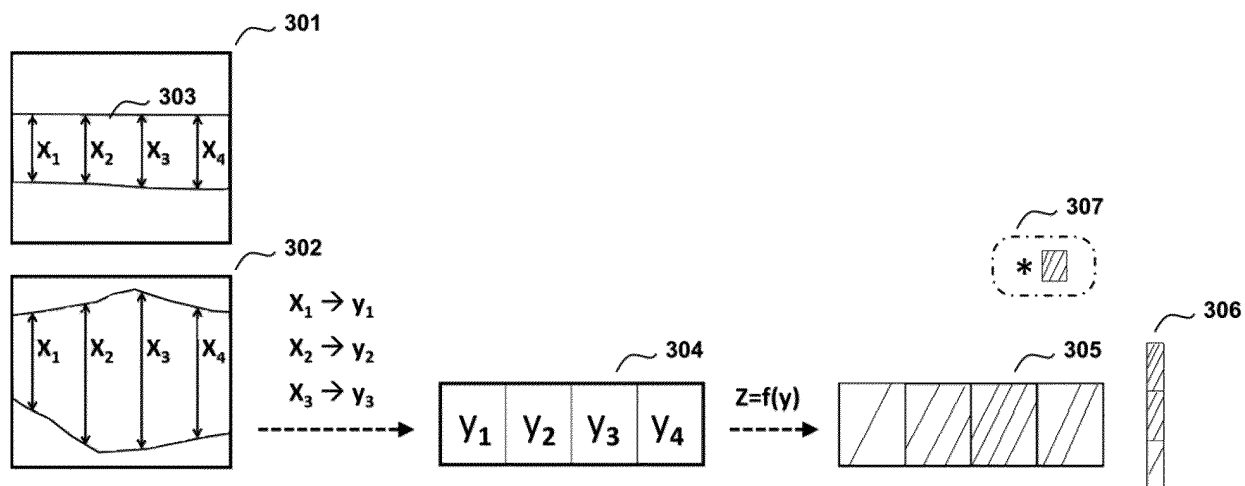 301
303
X₁ X₂ X₃ X₄
302
X₁ X₂ X₃ X₄
X₁ → y₁
X₂ → y₂
X₃ → y₃
304
y₁ y₂ y₃ y₄
Z=f(y)
305
306
307
*